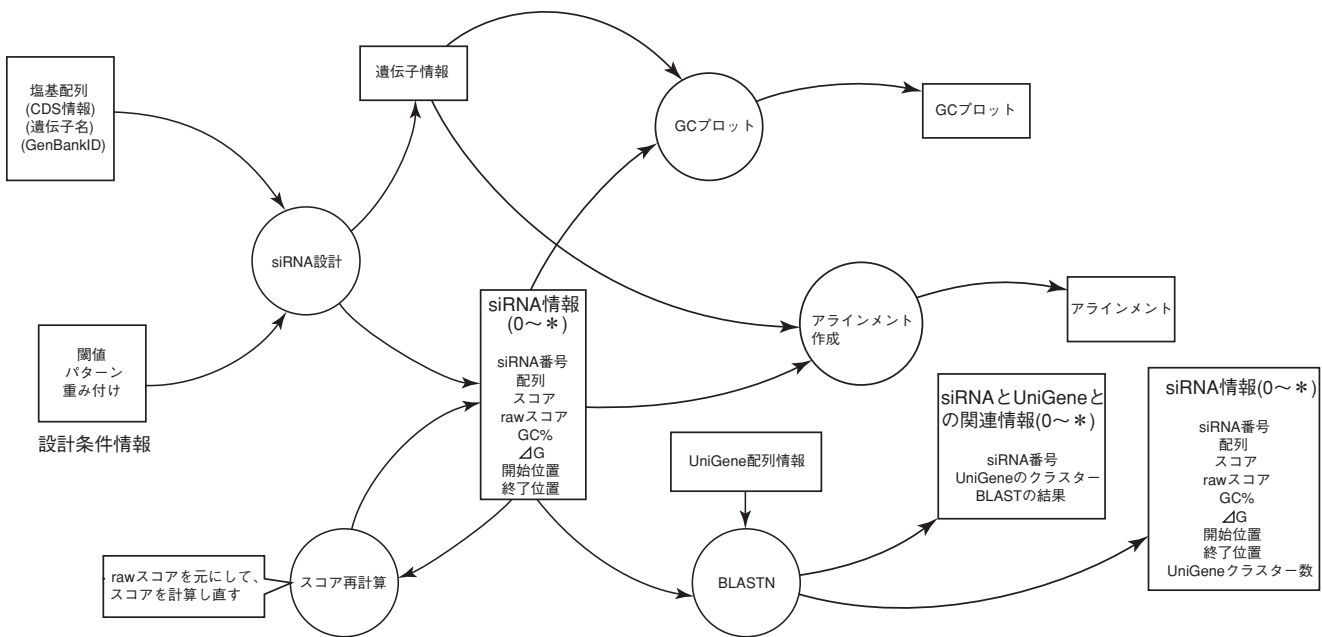 塩基配列
(CDS情報)
(遺伝子名)
(GenBankID)
遺伝子情報
GCプロット
GCプロット
siRNA設計
閾値
パターン
重み付け
設計条件情報
siRNA情報
(0〜＊)
siRNA番号
配列
スコア
rawスコア
GC%
⊿G
開始位置
終了位置
アラインメント
作成
アラインメント
siRNAとUniGeneと
の関連情報(0〜＊)
siRNA番号
UniGeneのクラスター
BLASTの結果
siRNA情報(0〜＊)
siRNA番号
配列
スコア
rawスコア
GC%
⊿G
開始位置
終了位置
UniGeneクラスター数
UniGene配列情報
BLASTN
スコア再計算
rawスコアを元にして、
スコアを計算し直す